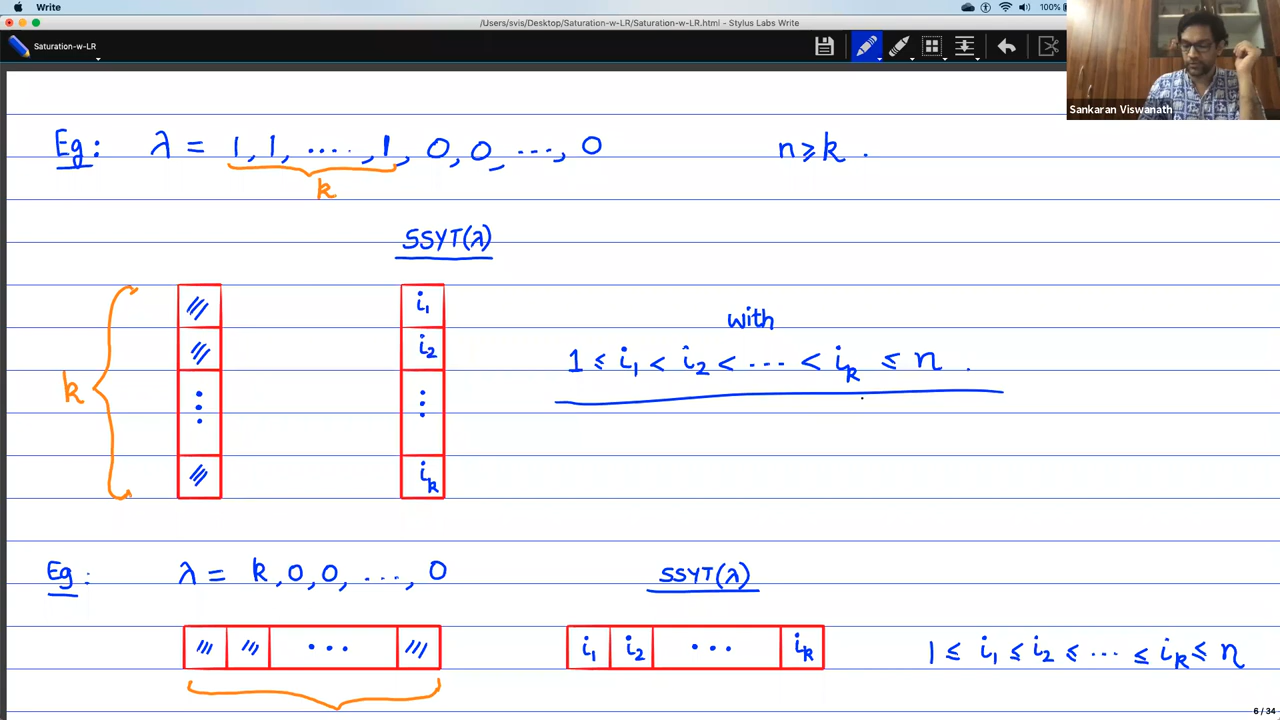 Write
100%
/Users/svis/Desktop/Saturation-w-LR/Saturation-w-LR.html - Stylus Labs Write
Saturation-w-LR
Sankaran Viswanath
Eg: λ = 1, 1, ...., 1, 0, 0, ..., 0 n ≥ k .
k
SSYT(λ)
k
i₁
i₂
⋮
iₖ
with
1 ≤ i₁ < i₂ < ... < iₖ ≤ n .
Eg: λ = k, 0, 0, ...., 0 SSYT(λ)
... i₁ i₂ ... iₖ 1 ≤ i₁ ≤ i₂ ≤ ... ≤ iₖ ≤ n
6 / 34